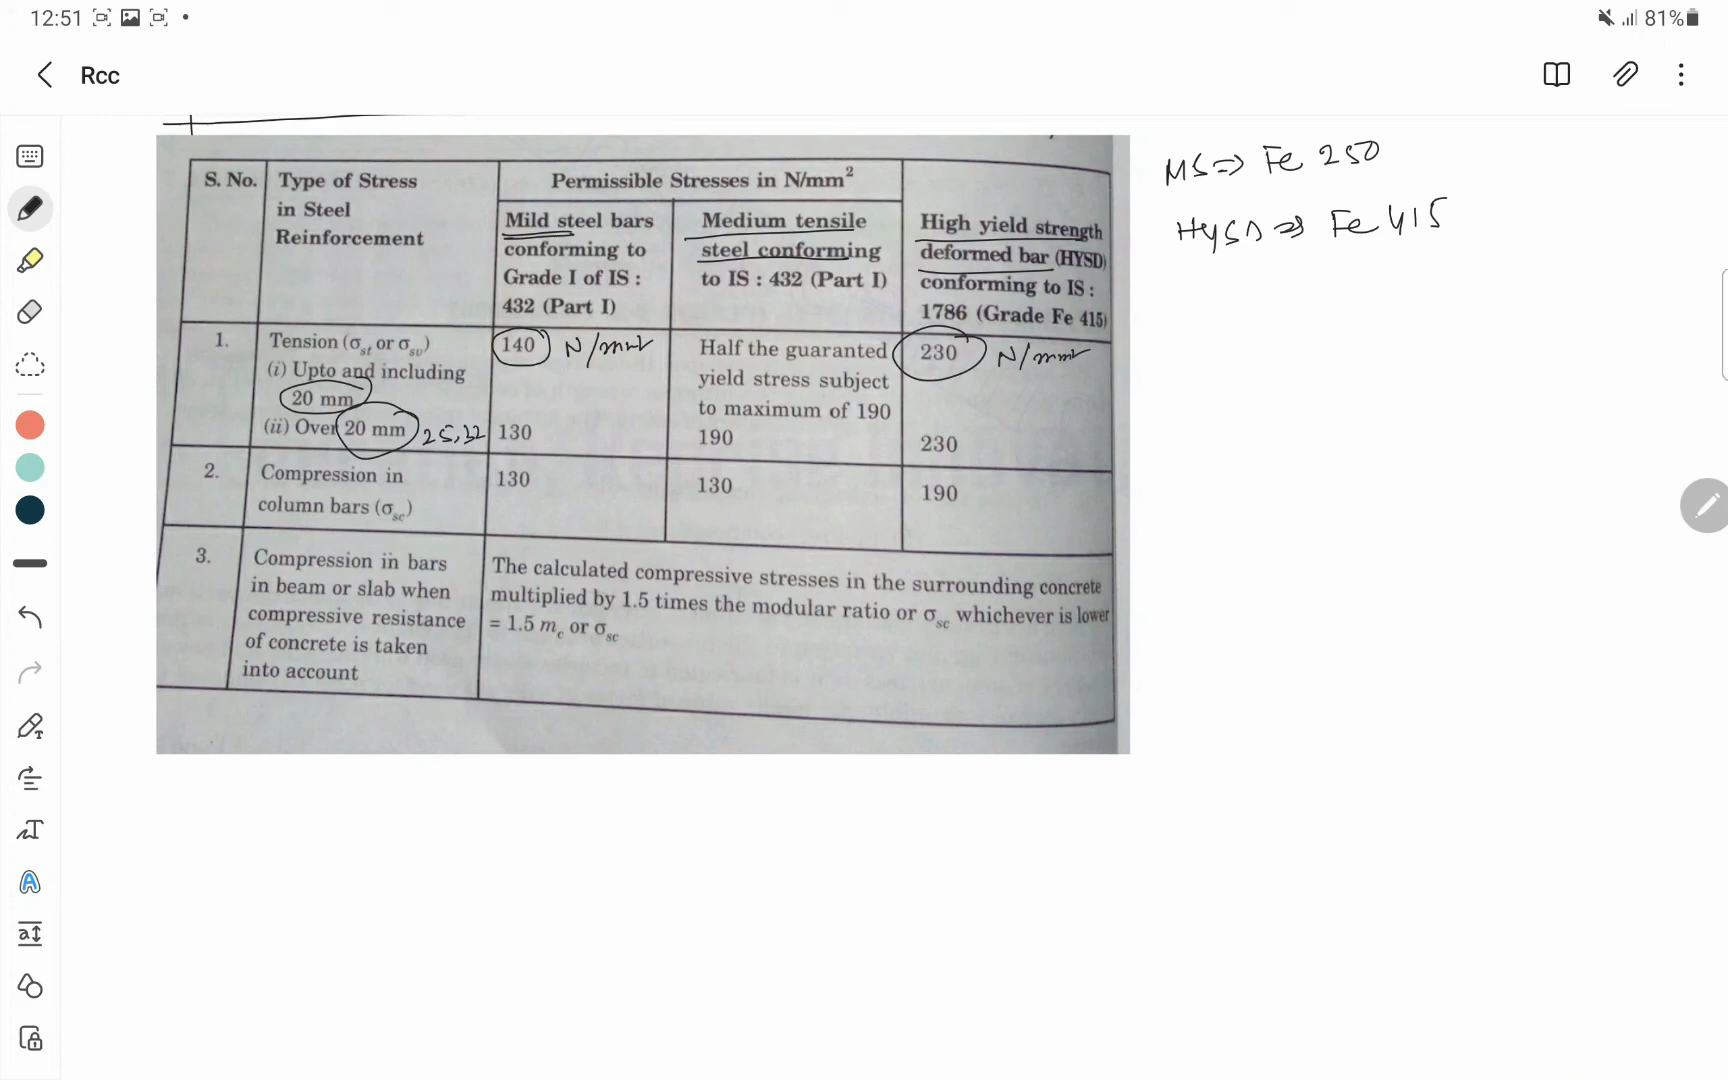 12:51
81%
Rcc
S. No.
Type of Stress
in Steel
Reinforcement
Permissible Stresses in N/mm²
Mild steel bars
conforming to
Grade I of IS :
432 (Part I)
Medium tensile
steel conforming
to IS : 432 (Part I)
High yield strength
deformed bar (HYSD)
conforming to IS :
1786 (Grade Fe 415)
1.
Tension (σst or σsv)
(i) Upto and including
20 mm
(ii) Over 20 mm 25,32
140 N/mm²
130
Half the guaranted
yield stress subject
to maximum of 190
190
230 N/mm²
230
2.
Compression in
column bars (σsc)
130
130
190
3.
Compression in bars
in beam or slab when
compressive resistance
of concrete is taken
into account
The calculated compressive stresses in the surrounding concrete
multiplied by 1.5 times the modular ratio or σsc whichever is lower
= 1.5 mc or σsc
MS⇒ Fe 250
HYSD ⇒ Fe 415